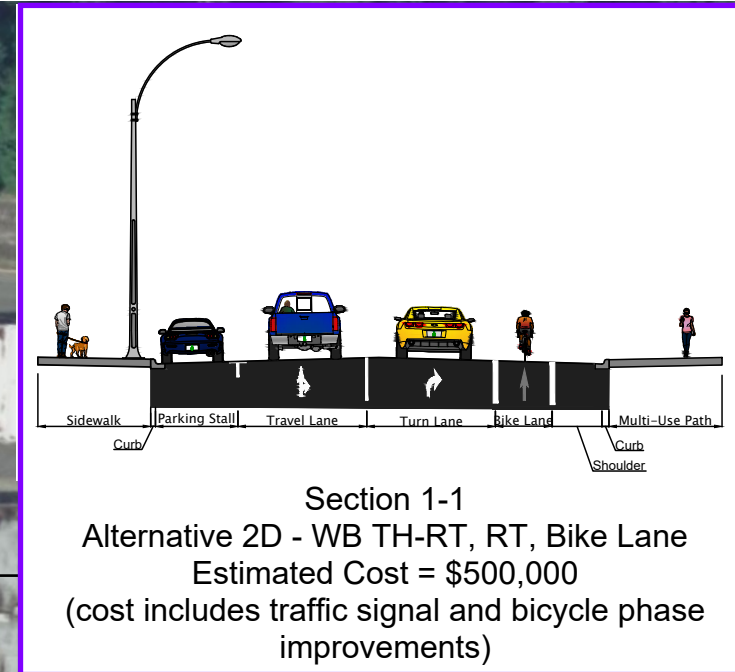 Sidewalk Parking Stall Travel Lane Turn Lane Bike Lane Multi-Use Path
Curb Curb
Shoulder
Section 1-1
Alternative 2D - WB TH-RT, RT, Bike Lane
Estimated Cost = $500,000
(cost includes traffic signal and bicycle phase
improvements)